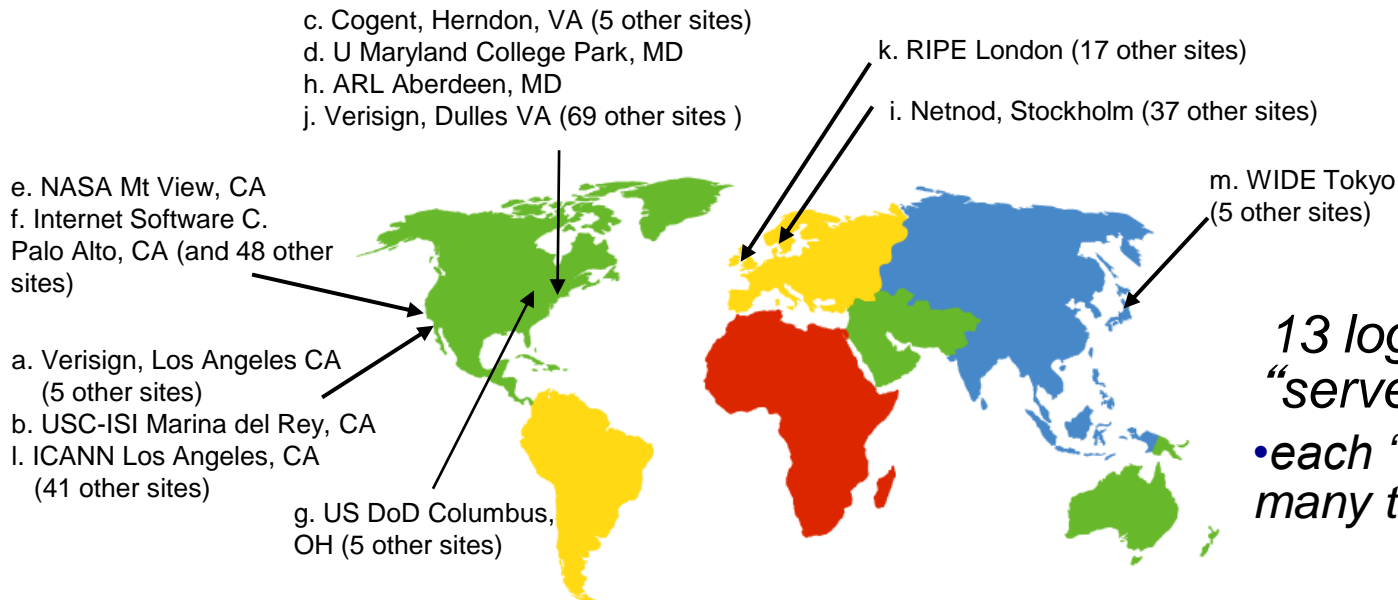 c. Cogent, Herndon, VA (5 other sites)
d. U Maryland College Park, MD
h. ARL Aberdeen, MD
j. Verisign, Dulles VA (69 other sites )
k. RIPE London (17 other sites)
i. Netnod, Stockholm (37 other sites)
m. WIDE Tokyo
(5 other sites)
e. NASA Mt View, CA
f. Internet Software C.
Palo Alto, CA (and 48 other
sites)
a. Verisign, Los Angeles CA
(5 other sites)
b. USC-ISI Marina del Rey, CA
l. ICANN Los Angeles, CA
(41 other sites)
g. US DoD Columbus,
OH (5 other sites)
13
•each
many